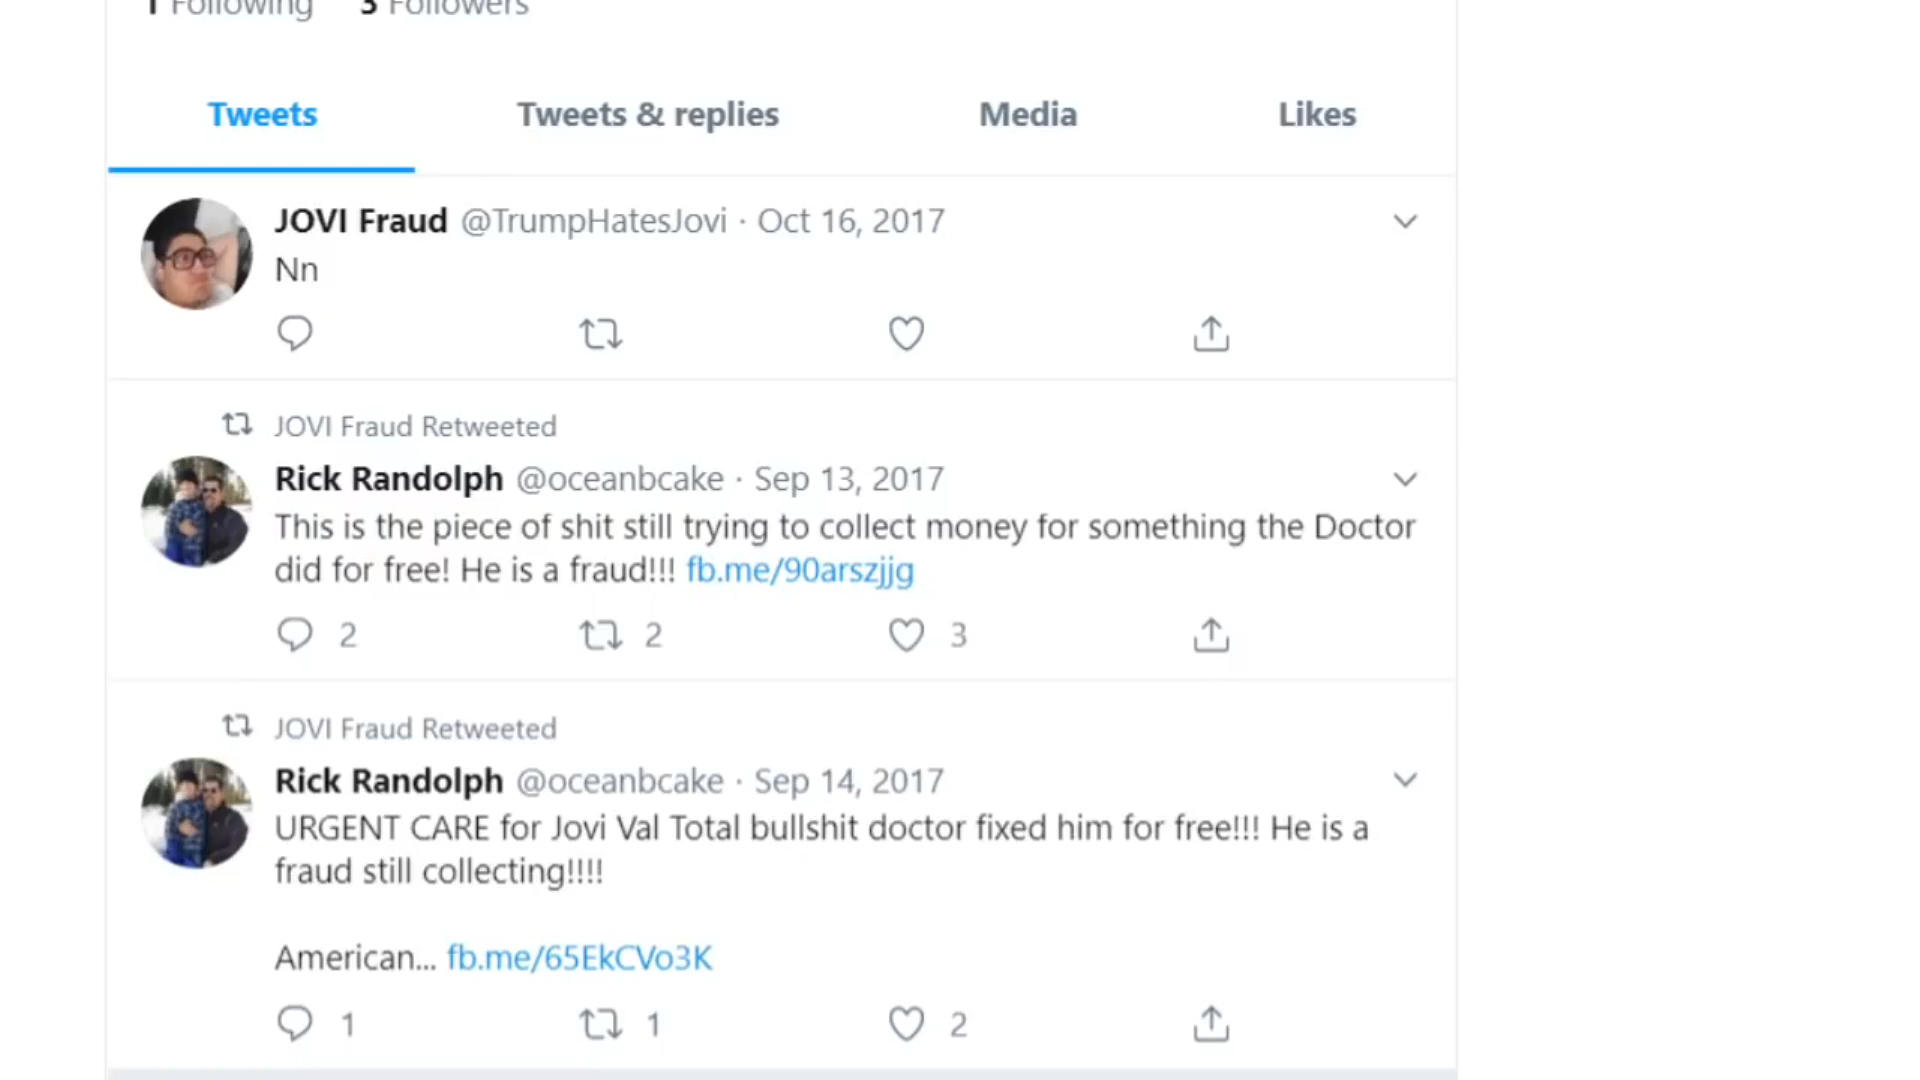 1 Following 3 Followers
Tweets Tweets & replies Media Likes
JOVI Fraud @TrumpHatesJovi · Oct 16, 2017
Nn
JOVI Fraud Retweeted
Rick Randolph @oceanbcake · Sep 13, 2017
This is the piece of shit still trying to collect money for something the Doctor
did for free! He is a fraud!!! fb.me/90arszjjg
2 2 3
JOVI Fraud Retweeted
Rick Randolph @oceanbcake · Sep 14, 2017
URGENT CARE for Jovi Val Total bullshit doctor fixed him for free!!! He is a
fraud still collecting!!!!
American... fb.me/65EkCVo3K
1 1 2